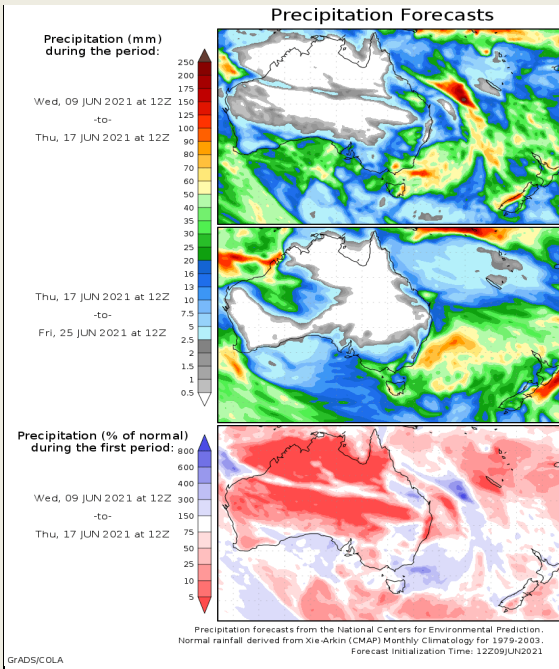 Precipitation Forecasts
Precipitation (mm)
during the period:
250
200
175
150
125
100
90
80
70
60
50
40
35
30
25
20
16
13
10
7.5
5
2.5
2
1.5
1
0.5
Wed, 09 JUN 2021 at 12Z
-to-
Thu, 17 JUN 2021 at 12Z
Thu, 17 JUN 2021 at 12Z
-to-
Fri, 25 JUN 2021 at 12Z
Precipitation (% of normal)
during the first period:
800
600
400
300
150
75
50
25
10
5
Wed, 09 JUN 2021 at 12Z
-to-
Thu, 17 JUN 2021 at 12Z
Precipitation forecasts from the National Centers for Environmental Prediction.
Normal rainfall derived from Xie-Arkin (CMAP) Monthly Climatology for 1979-2003.
Forecast Initialization Time: 12Z09JUN2021
GrADS/COLA